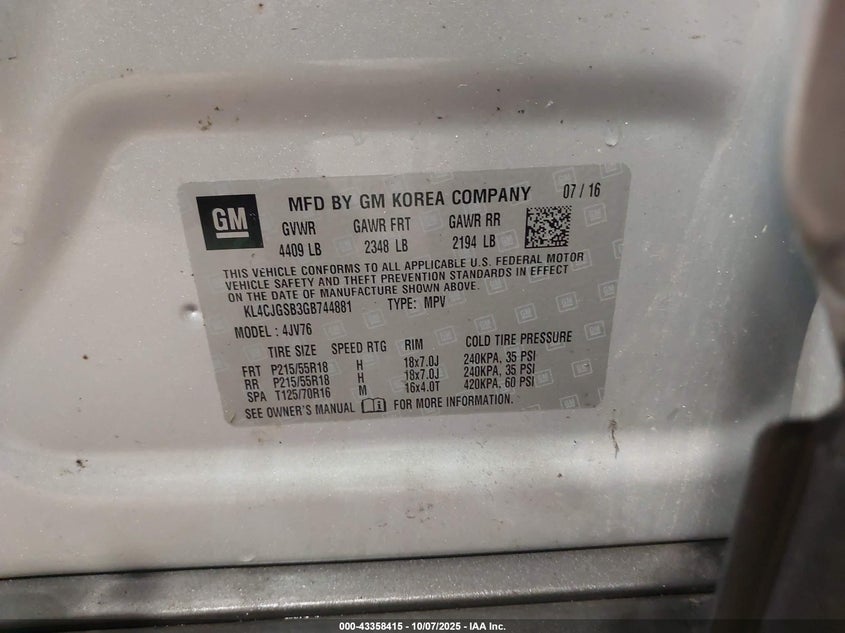 GM MFD BY GM KOREA COMPANY 07 / 16
GVWR GAWR FRT GAWR RR
4409 LB 2348 LB 2194 LB
THIS VEHICLE CONFORMS TO ALL APPLICABLE U.S. FEDERAL MOTOR
VEHICLE SAFETY AND THEFT PREVENTION STANDARDS IN EFFECT
ON THE DATE OF MANUFACTURE SHOWN ABOVE.
KL4CJGSB3GB744881 TYPE: MPV
MODEL : 4JV76
TIRE SIZE SPEED RTG RIM COLD TIRE PRESSURE
FRT P215/55R18 H 18x7.0J 240KPA, 35 PSI
RR P215/55R18 H 18x7.0J 240KPA, 35 PSI
SPA T125/70R16 M 16x4.0T 420KPA, 60 PSI
SEE OWNER'S MANUAL FOR MORE INFORMATION.
000-43358415 - 10/07/2025 - IAA Inc.